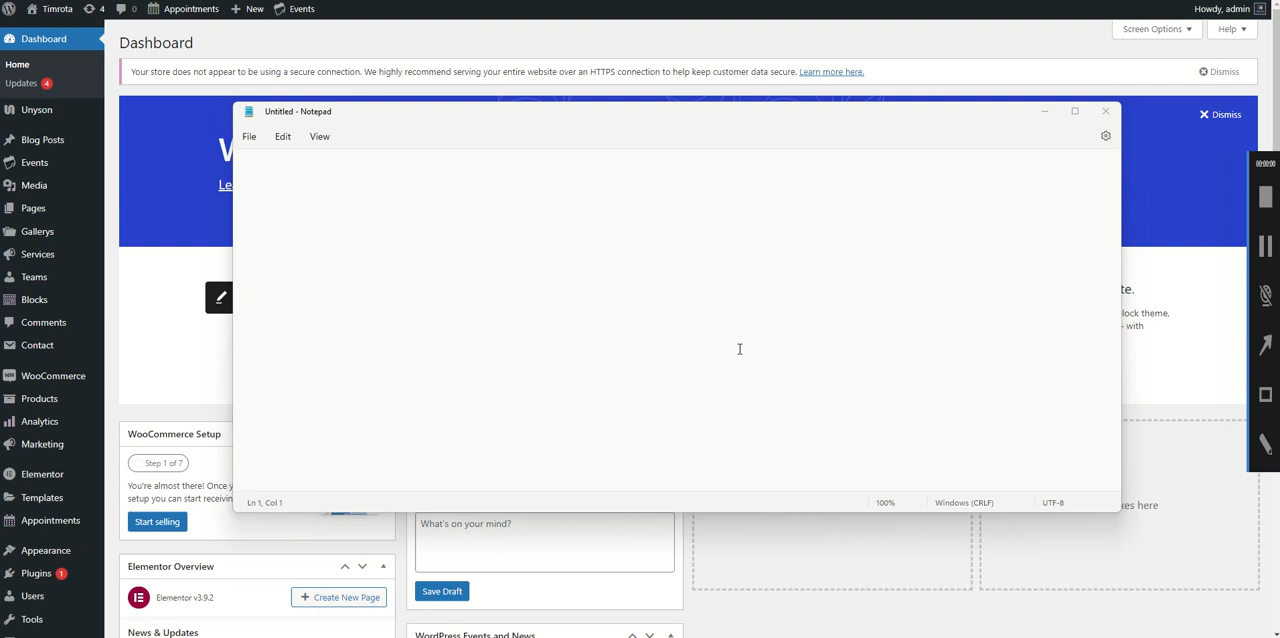 Timrota 4 0 Appointments New Events Howdy, admin
Dashboard
Home
Updates 4
Unyson
Blog Posts
Events
Media
Pages
Gallerys
Services
Teams
Blocks
Comments
Contact
WooCommerce
Products
Analytics
Marketing
Elementor
Templates
Appointments
Appearance
Plugins 1
Users
Tools
Dashboard
Screen Options
Help
Your store does not appear to be using a secure connection. We highly recommend serving your entire website over an HTTPS connection to help keep customer data secure. Learn more here.
Dismiss
Dismiss
W
Le
Untitled - Notepad
File Edit View
Ln 1, Col 1 100% Windows (CRLF) UTF-8
00:00:00
te.
lock theme,
- with
WooCommerce Setup
Step 1 of 7
You're almost there! Once y
setup you can start receivin
Start selling
What's on your mind?
Save Draft
xes here
Elementor Overview
Elementor v3.9.2
Create New Page
News & Updates
WordPress Events and News